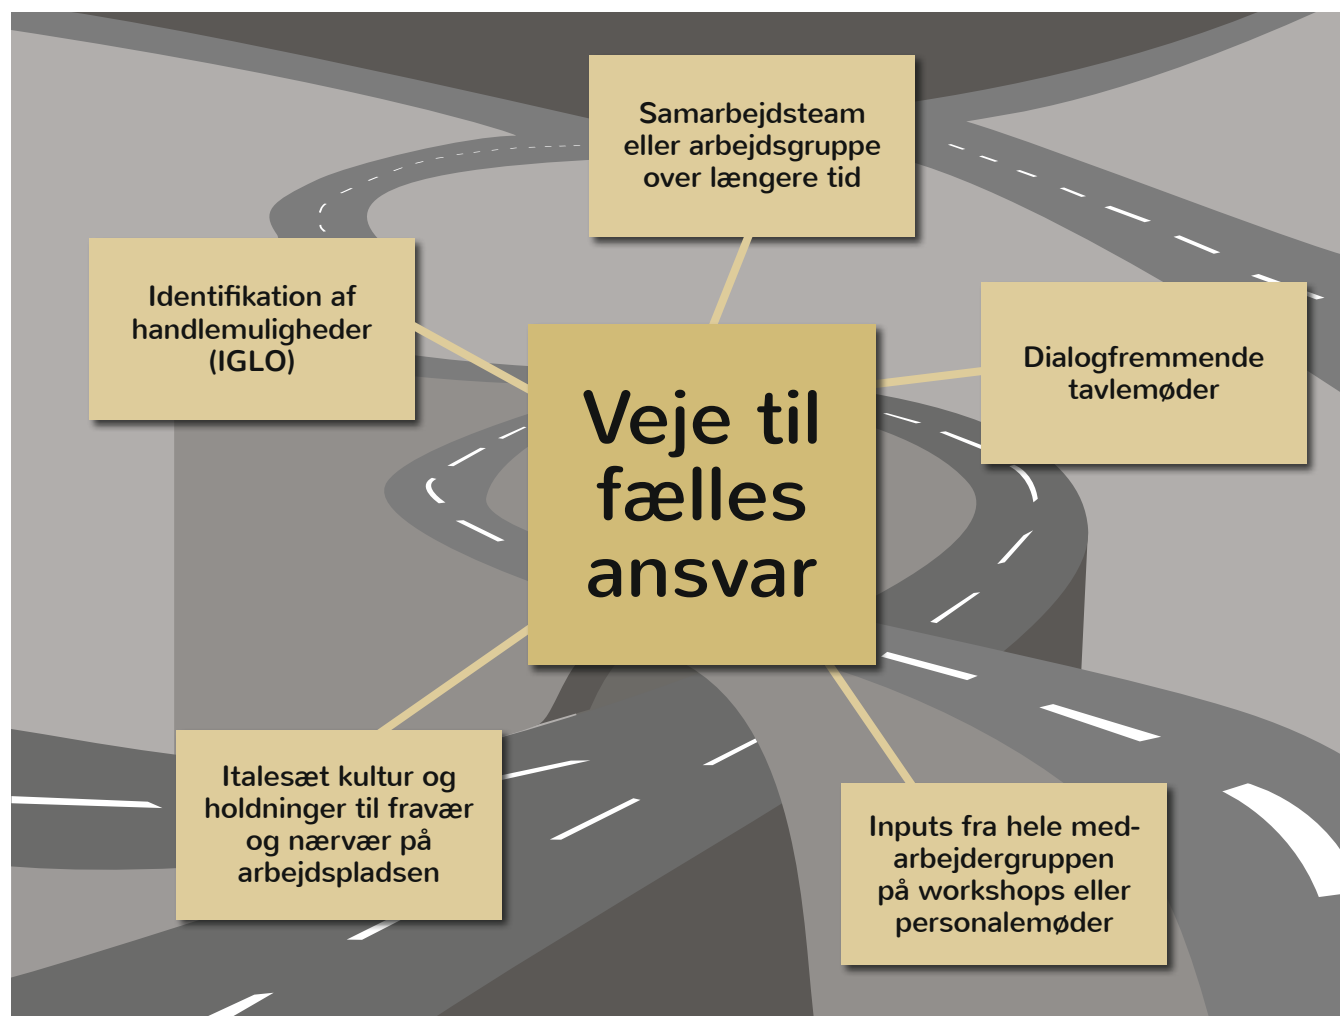 Samarbejdsteam
eller arbejdsgruppe
over længere tid
Identifikation af
handlemuligheder
(IGLO)
Dialogfremmende
tavlemøder
Veje til
fælles
ansvar
Italesæt kultur og
holdninger til fravær
og nærvær på
arbejdspladsen
Inputs fra hele med-
arbejdergruppen
på workshops eller
personalemøder